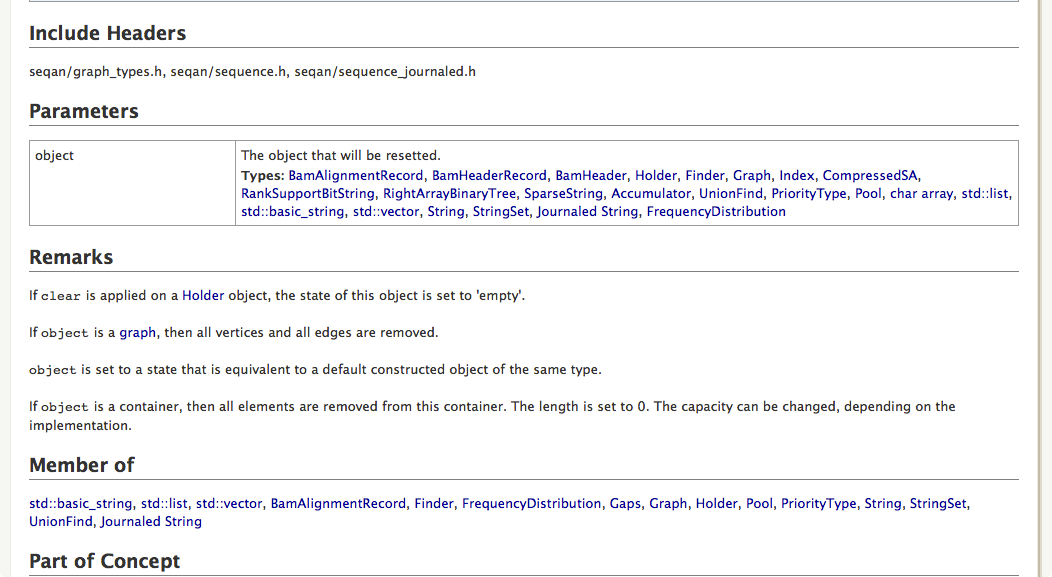 Include Headers
seqan/graph_types.h, seqan/sequence.h, seqan/sequence_journaled.h
Parameters
object
The object that will be resetted.
Types: BamAlignmentRecord, BamHeaderRecord, BamHeader, Holder, Finder, Graph, Index, CompressedSA,
RankSupportBitString, RightArrayBinaryTree, SparseString, Accumulator, UnionFind, PriorityType, Pool, char array, std::list,
std::basic_string, std::vector, String, StringSet, Journaled String, FrequencyDistribution
Remarks
If clear is applied on a Holder object, the state of this object is set to 'empty'.
If object is a graph, then all vertices and all edges are removed.
object is set to a state that is equivalent to a default constructed object of the same type.
If object is a container, then all elements are removed from this container. The length is set to 0. The capacity can be changed, depending on the
implementation.
Member of
std::basic_string, std::list, std::vector, BamAlignmentRecord, Finder, FrequencyDistribution, Gaps, Graph, Holder, Pool, PriorityType, String, StringSet,
UnionFind, Journaled String
Part of Concept